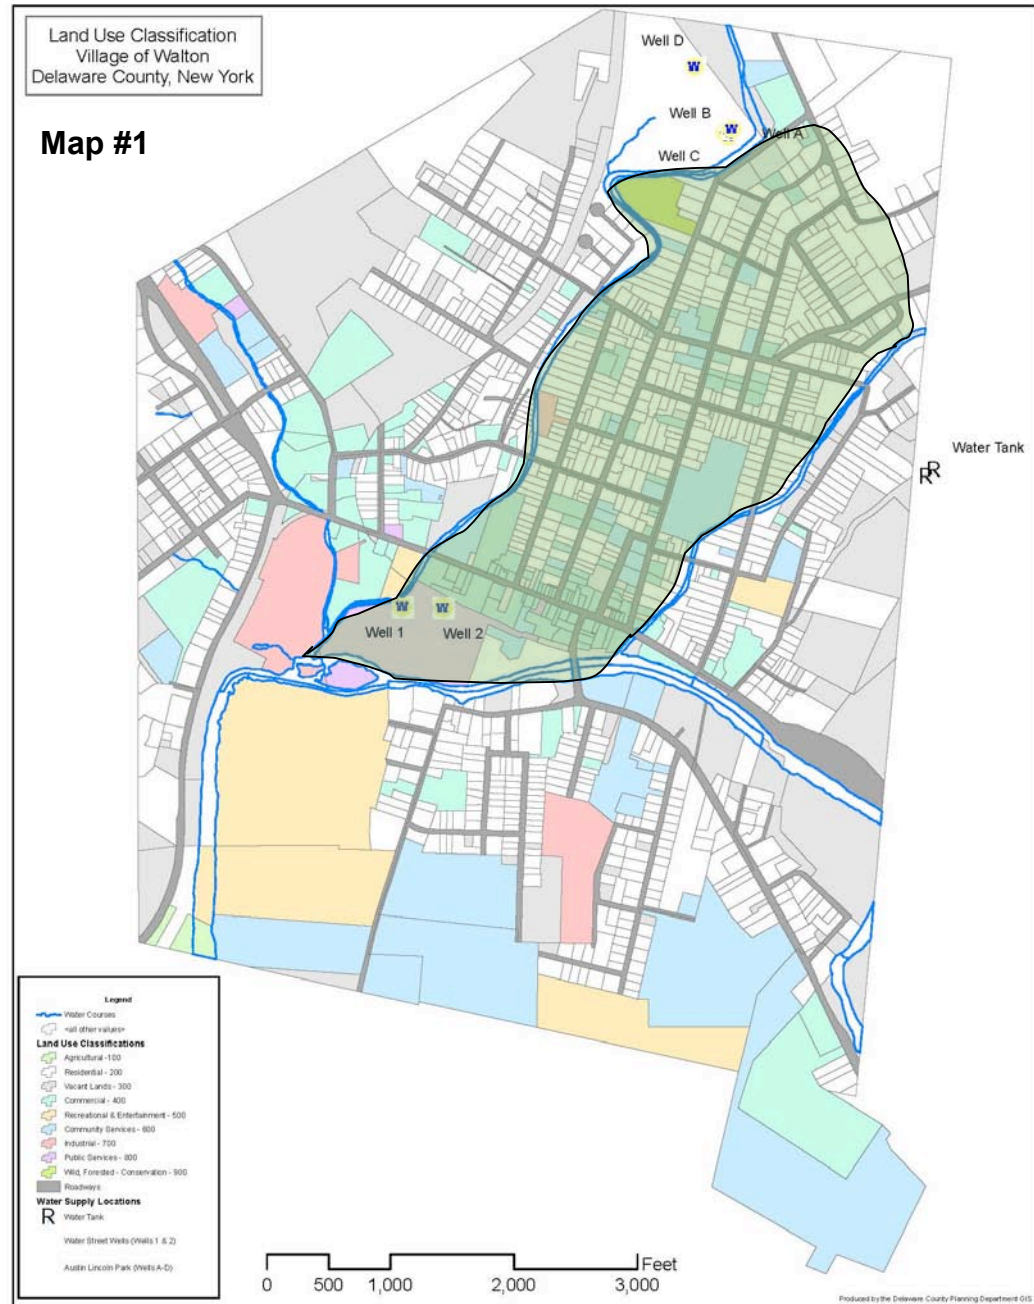 Land Use Classification
Village of Walton
Delaware County, New York
Map #1
Well D
W
Well B
W
Well A
Well C
Water Tank
R
R
W
W
Well 1
Well 2
Legend
Water Courses
<all other values>
Land Use Classifications
Agricultural -100
Residential - 200
Vacant Lands - 300
Commercial - 400
Recreational & Entertainment - 500
Community Services - 600
Industrial - 700
Public Services - 800
Wild, Forested - Conservation - 900
Roadways
Water Supply Locations
R Water Tank
Water Street Wells (Wells 1 & 2)
Austin Lincoln Park (Wells A-D)
Feet
0 500 1,000 2,000 3,000
Produced by the Delaware County Planning Department GIS